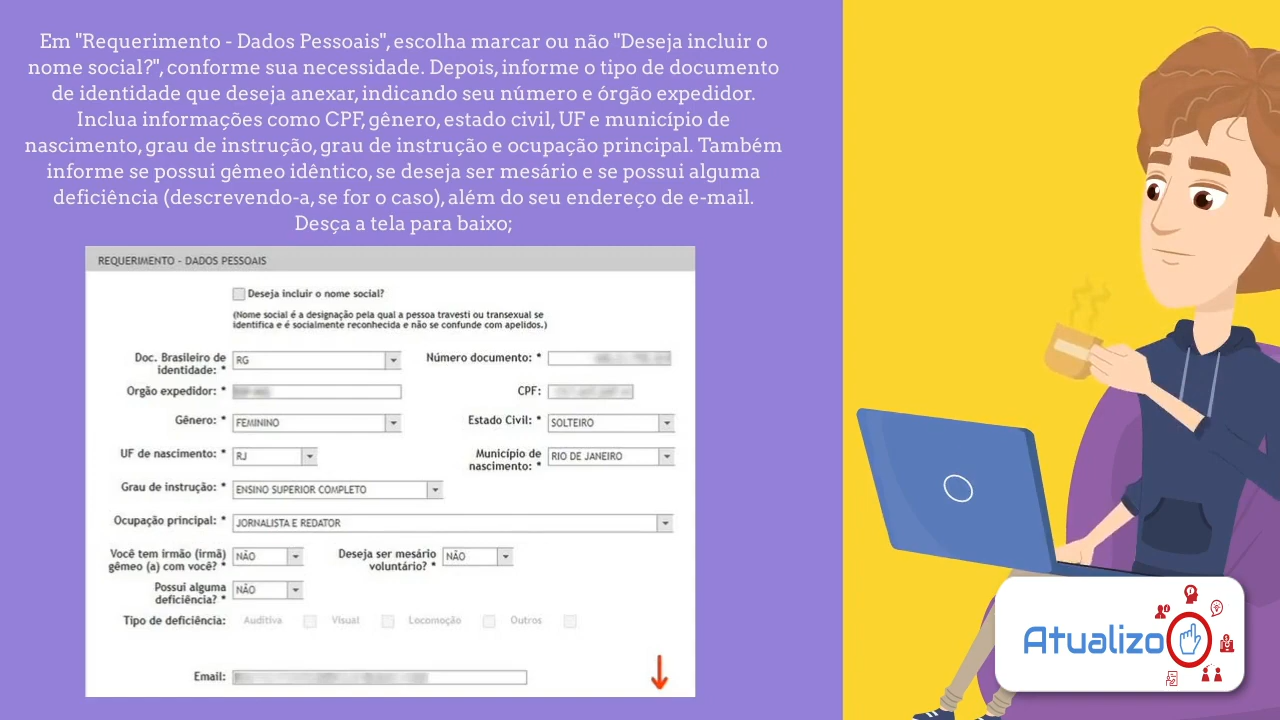 Em "Requerimento - Dados Pessoais", escolha marcar ou não "Deseja incluir o
nome social?", conforme sua necessidade. Depois, informe o tipo de documento
de identidade que deseja anexar, indicando seu número e órgão expedidor.
Inclua informações como CPF, gênero, estado civil, UF e município de
nascimento, grau de instrução, grau de instrução e ocupação principal. Também
informe se possui gêmeo idêntico, se deseja ser mesário e se possui alguma
deficiência (descrevendo-a, se for o caso), além do seu endereço de e-mail.
Desça a tela para baixo;
REQUERIMENTO - DADOS PESSOAIS
Deseja incluir o nome social?
(Nome social é a designação pela qual a pessoa travesti ou transexual se
identifica e é socialmente reconhecida e não se confunde com apelidos.)
Doc. Brasileiro de
identidade: * RG
Número documento: *
Orgão expedidor: *
CPF:
Gênero: * FEMININO
Estado Civil: * SOLTEIRO
UF de nascimento: * RJ
Município de
nascimento: * RIO DE JANEIRO
Grau de instrução: * ENSINO SUPERIOR COMPLETO
Ocupação principal: * JORNALISTA E REDATOR
Você tem irmão (irmã)
gêmeo (a) com você? * NÃO
Deseja ser mesário
voluntário? * NÃO
Possui alguma
deficiência? * NÃO
Tipo de deficiência: Auditiva Visual Locomoção Outros
Email:
Atualizo